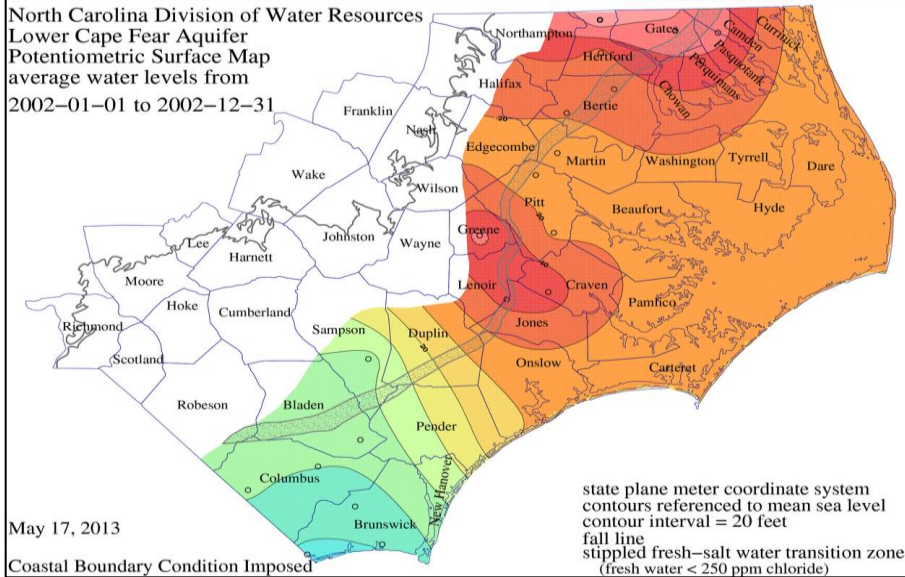 North Carolina Division of Water Resources
Lower Cape Fear Aquifer
Potentiometric Surface Map
average water levels from
2002-01-01 to 2002-12-31
Northampton
Gates
Camden
Currituck
Hertford
Pasquotank
Perquimans
Chowan
Halifax
Bertie
Franklin
Nash
20
Edgecombe
Martin
Washington
Tyrrell
Dare
Wake
Wilson
Pitt
Beaufort
Hyde
Greene
Lee
Johnston
Wayne
Harnett
Moore
Lenoir
Craven
Pamlico
Hoke
Cumberland
Richmond
Sampson
Duplin
Jones
20
Scotland
Onslow
Carteret
Robeson
Bladen
Pender
Columbus
New Hanover
Brunswick
state plane meter coordinate system
contours referenced to mean sea level
contour interval = 20 feet
fall line
stippled fresh-salt water transition zone
(fresh water < 250 ppm chloride)
May 17, 2013
Coastal Boundary Condition Imposed